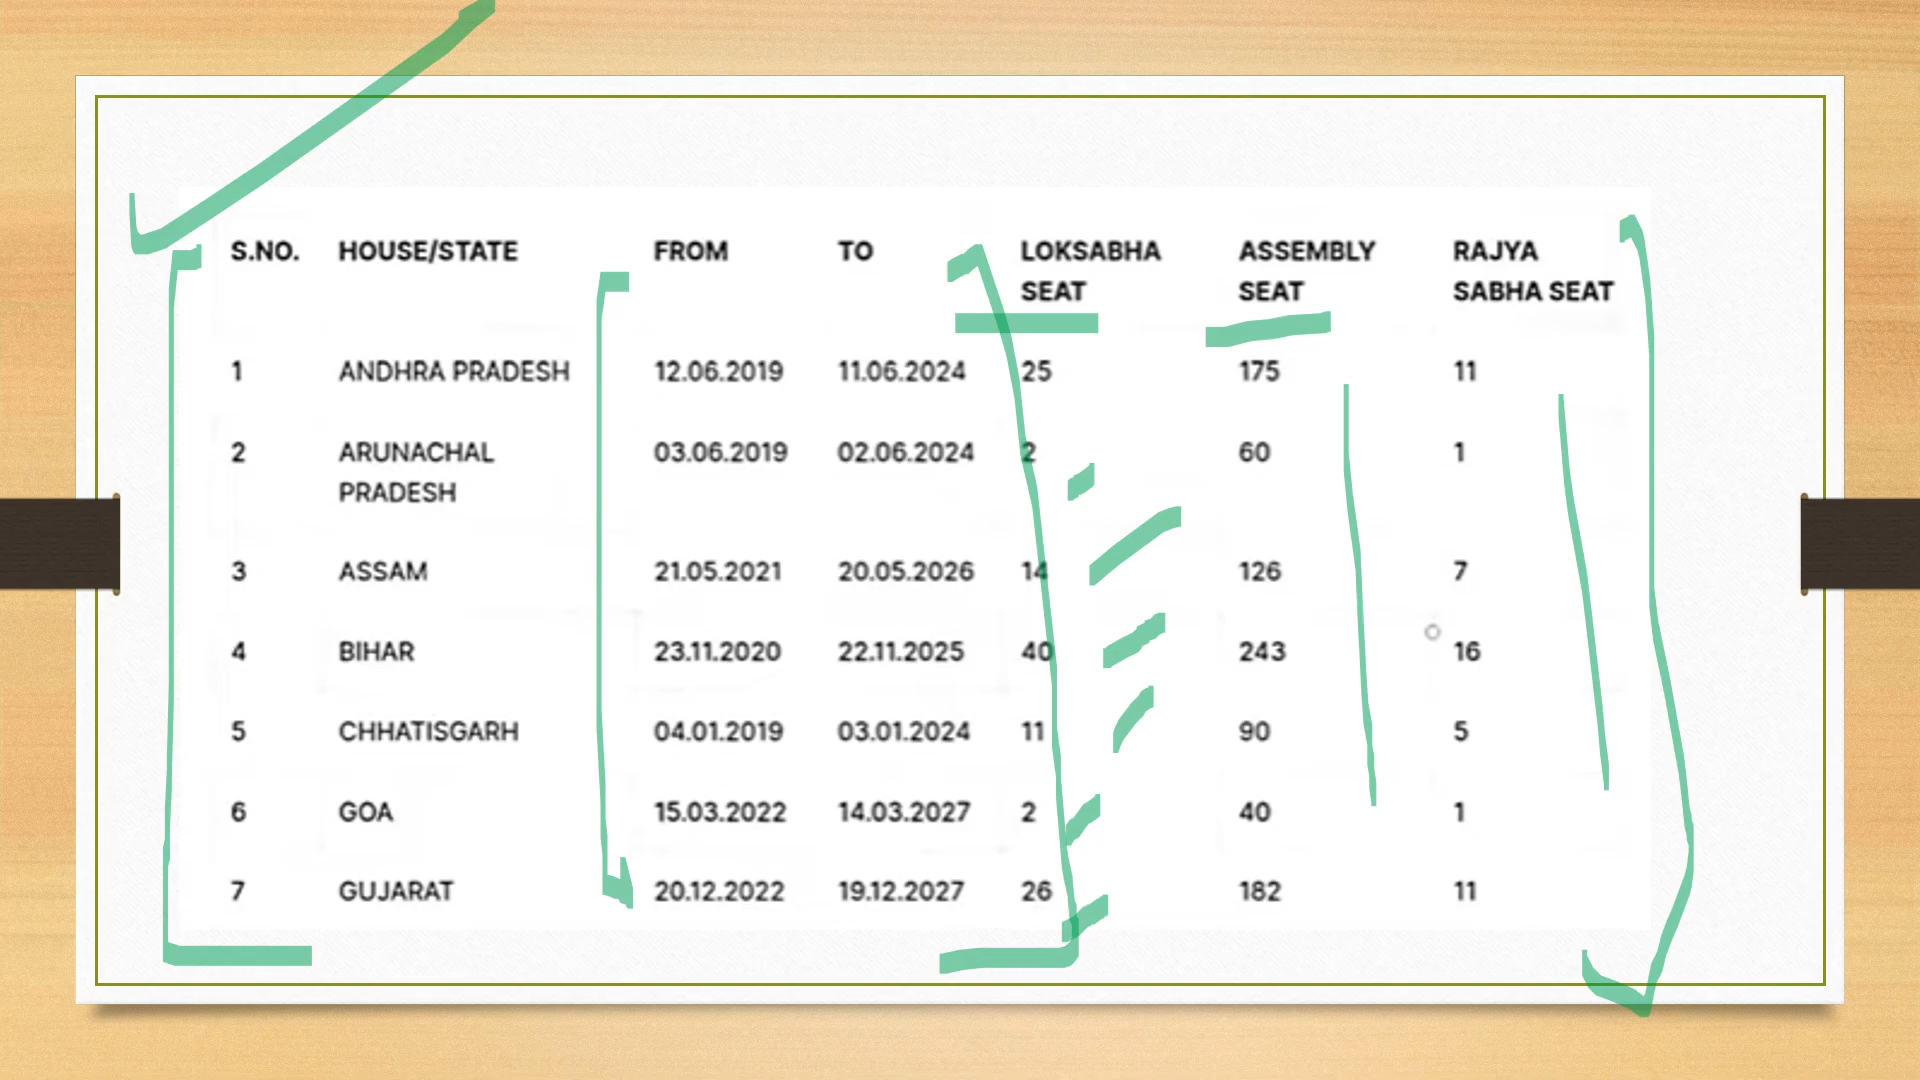 S.NO. HOUSE/STATE FROM TO LOKSABHA SEAT ASSEMBLY SEAT RAJYA SABHA SEAT
1 ANDHRA PRADESH 12.06.2019 11.06.2024 25 175 11
2 ARUNACHAL PRADESH 03.06.2019 02.06.2024 2 60 1
3 ASSAM 21.05.2021 20.05.2026 14 126 7
4 BIHAR 23.11.2020 22.11.2025 40 243 16
5 CHHATISGARH 04.01.2019 03.01.2024 11 90 5
6 GOA 15.03.2022 14.03.2027 2 40 1
7 GUJARAT 20.12.2022 19.12.2027 26 182 11